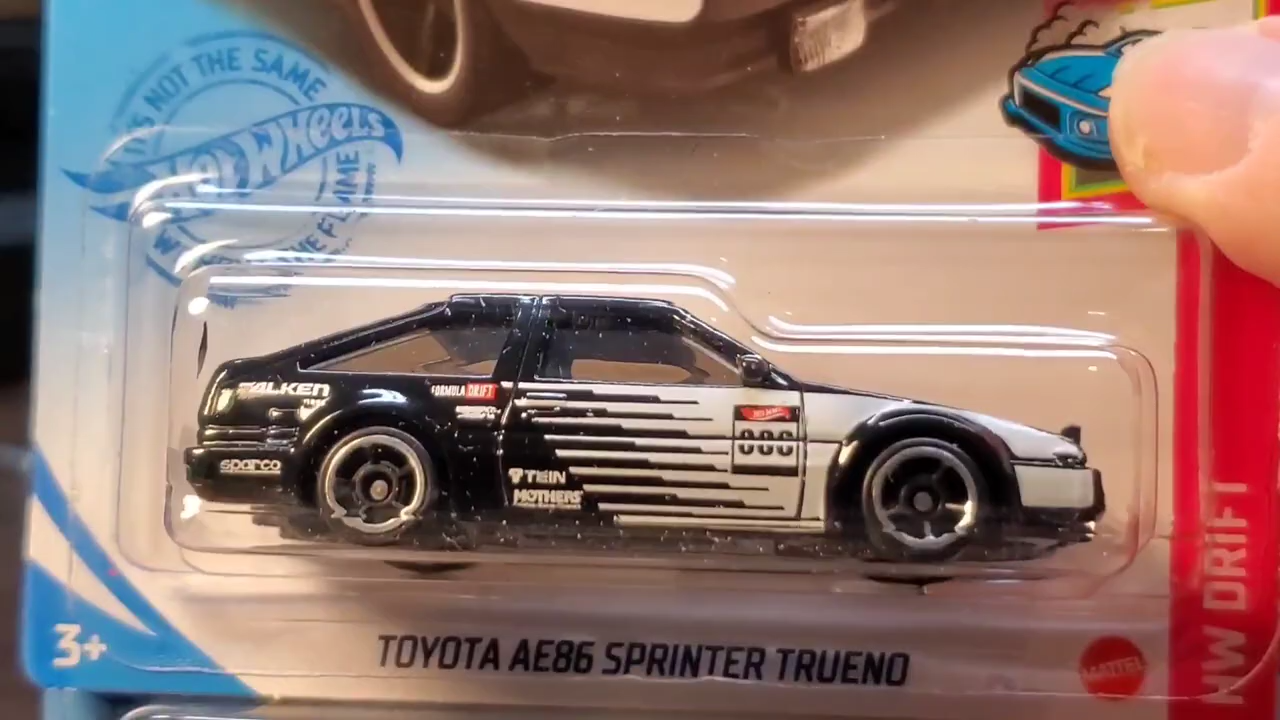 IT'S NOT THE SAME
HOT WHEELS
FALKEN
FORMULA DRIFT
sparco
TEIN
MOTHERS
3+
TOYOTA AE86 SPRINTER TRUENO
MATTEL
HW DRIFT